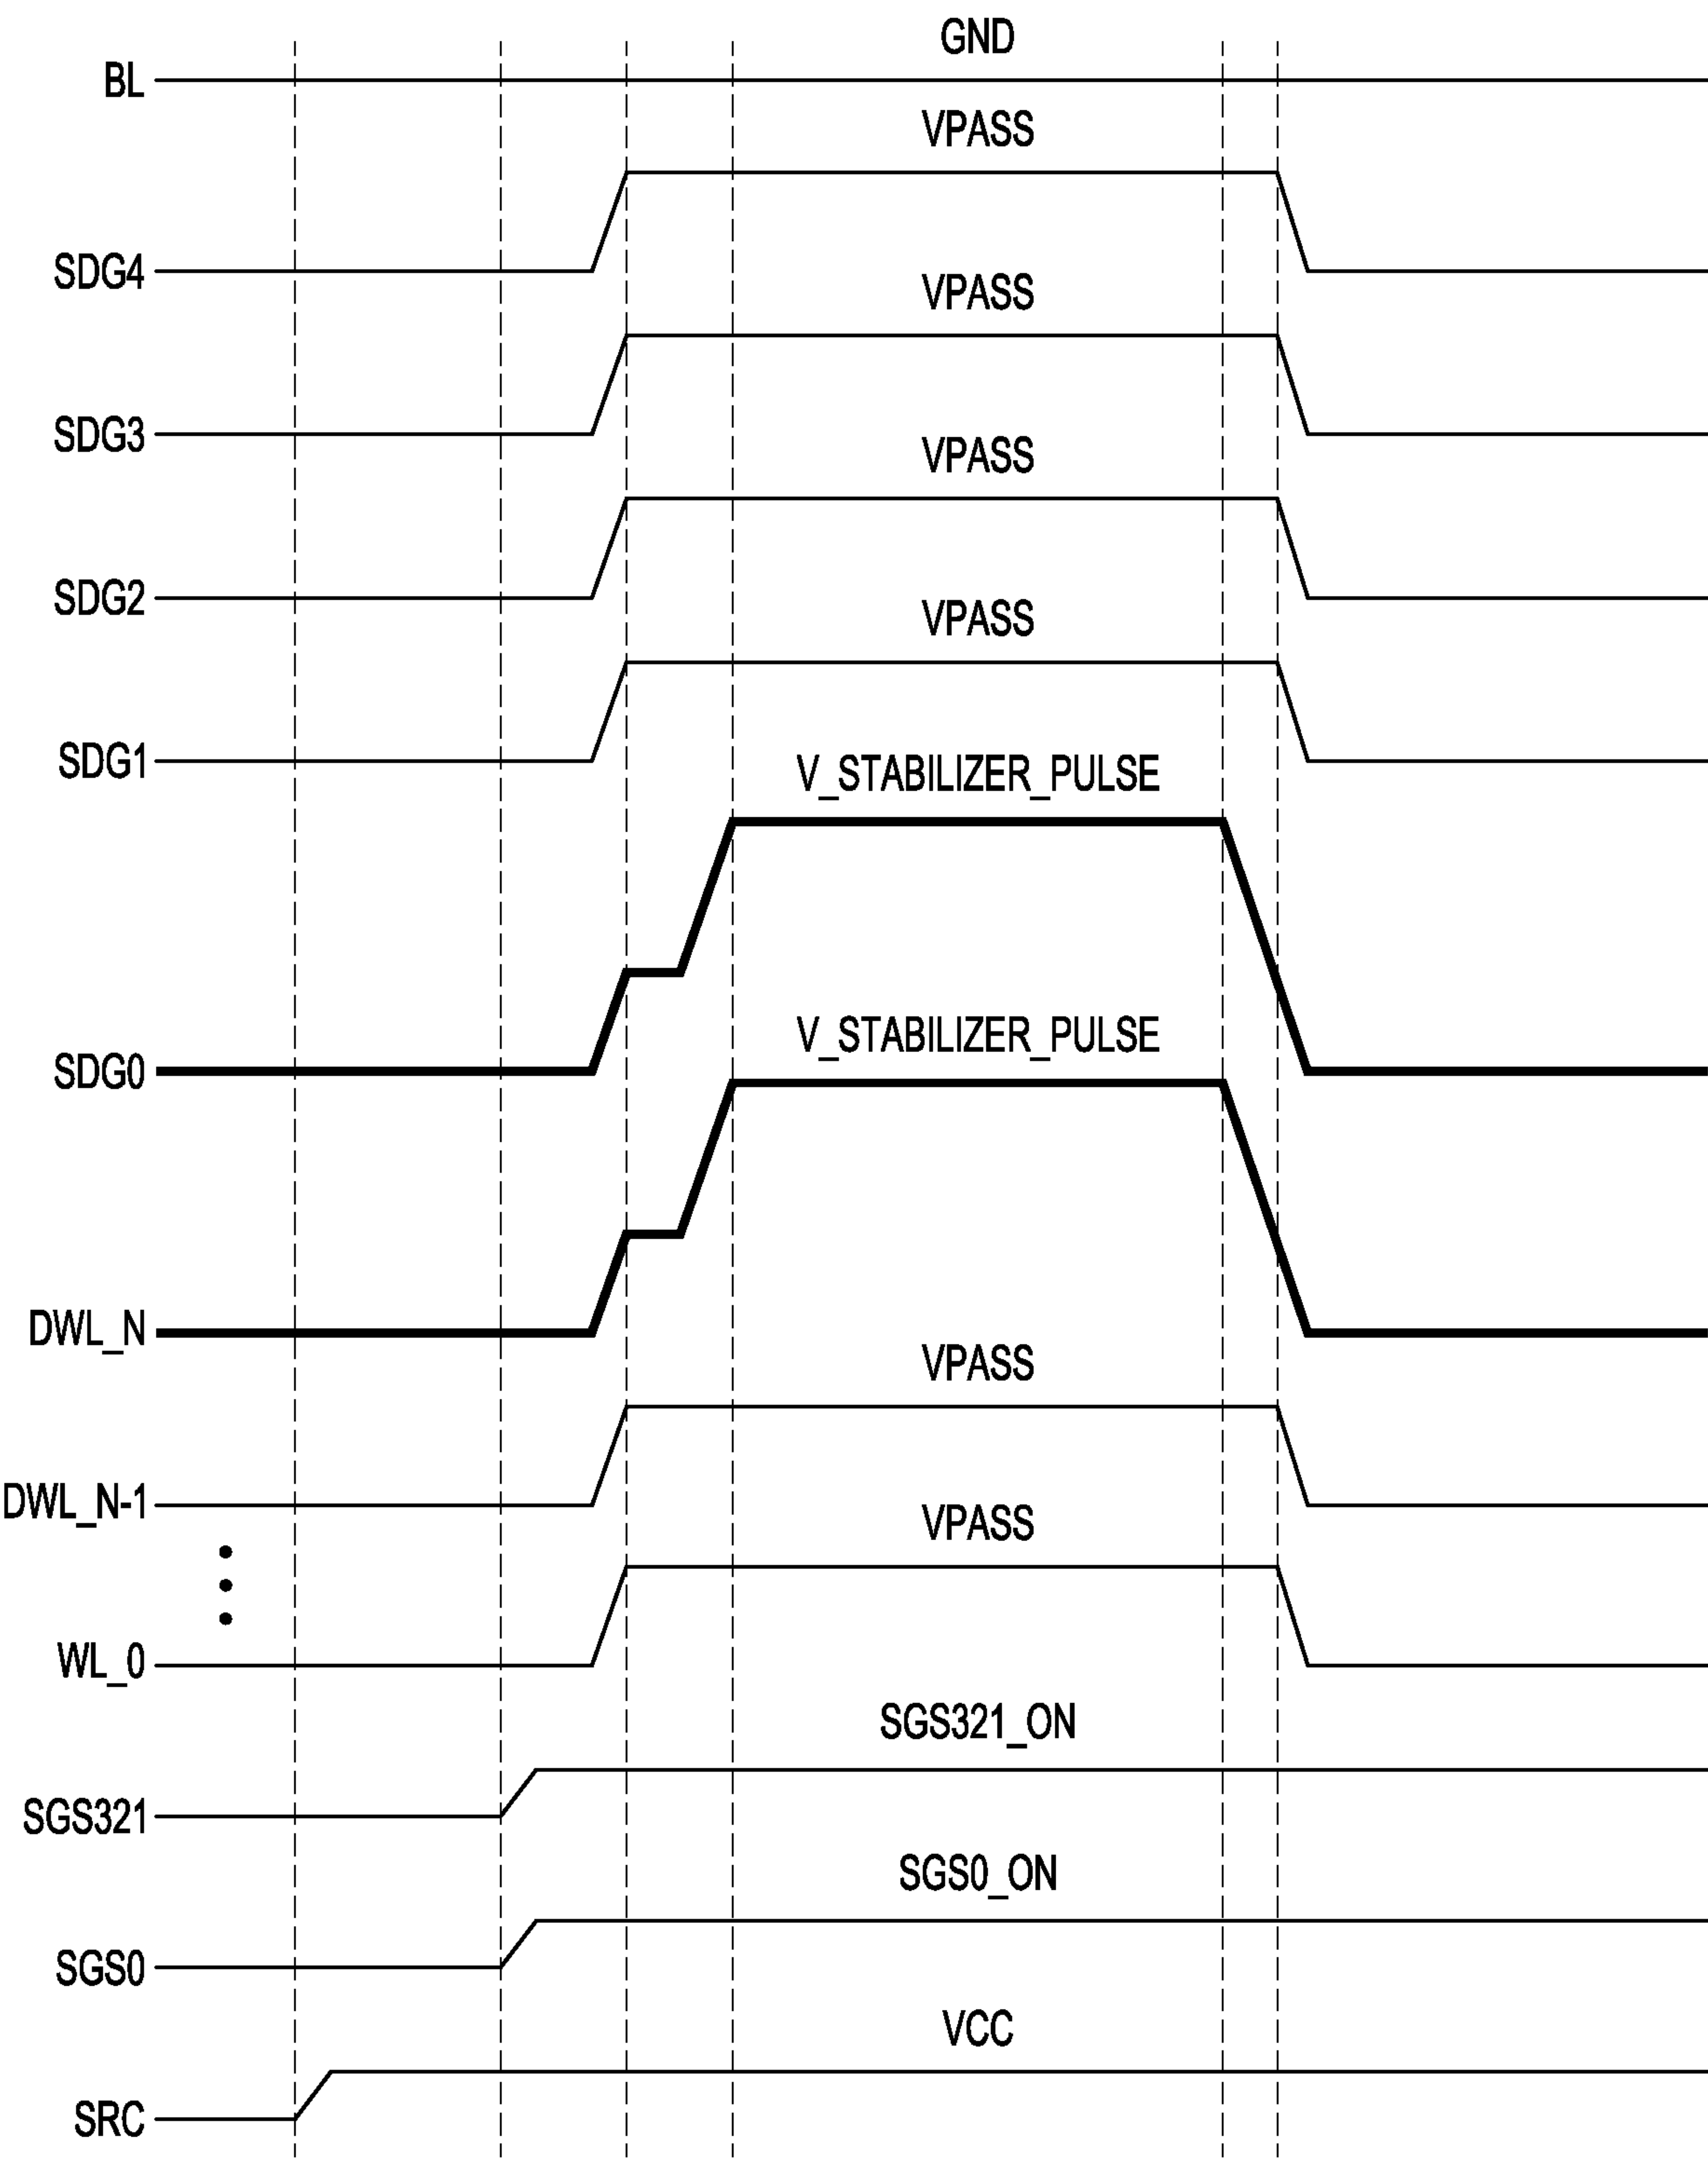 GND
BL
VPASS
SDG4
VPASS
SDG3
VPASS
SDG2
VPASS
SDG1
V_STABILIZER_PULSE
SDG0
V_STABILIZER_PULSE
DWL_N
VPASS
DWL_N-1
VPASS
WL_0
SGS321_ON
SGS321
SGS0_ON
SGS0
VCC
SRC